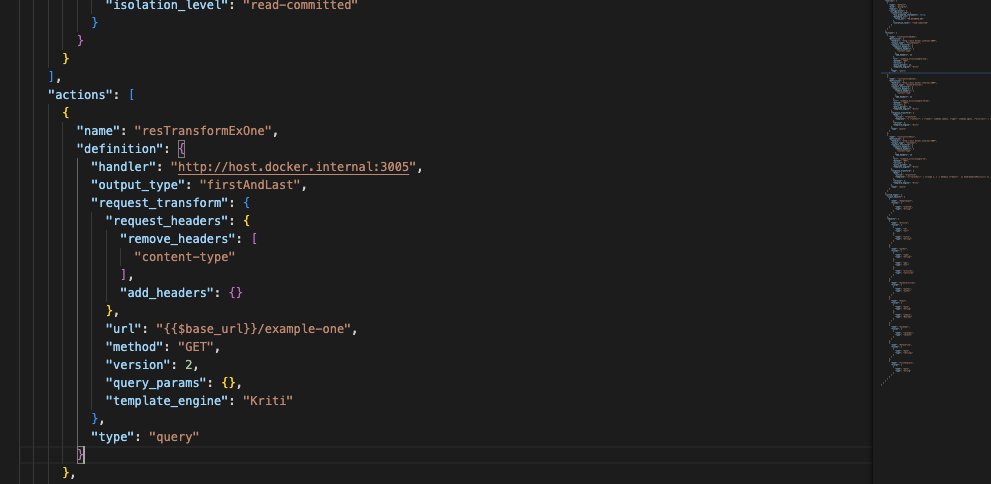 "isolation_level": "read-committed"
}
}
}
],
"actions": [
{
"name": "resTransformExOne",
"definition": {
"handler": "http://host.docker.internal:3005",
"output_type": "firstAndLast",
"request_transform": {
"request_headers": {
"remove_headers": [
"content-type"
],
"add_headers": {}
},
"url": "{{$base_url}}/example-one",
"method": "GET",
"version": 2,
"query_params": {},
"template_engine": "Kriti"
},
"type": "query"
}
},